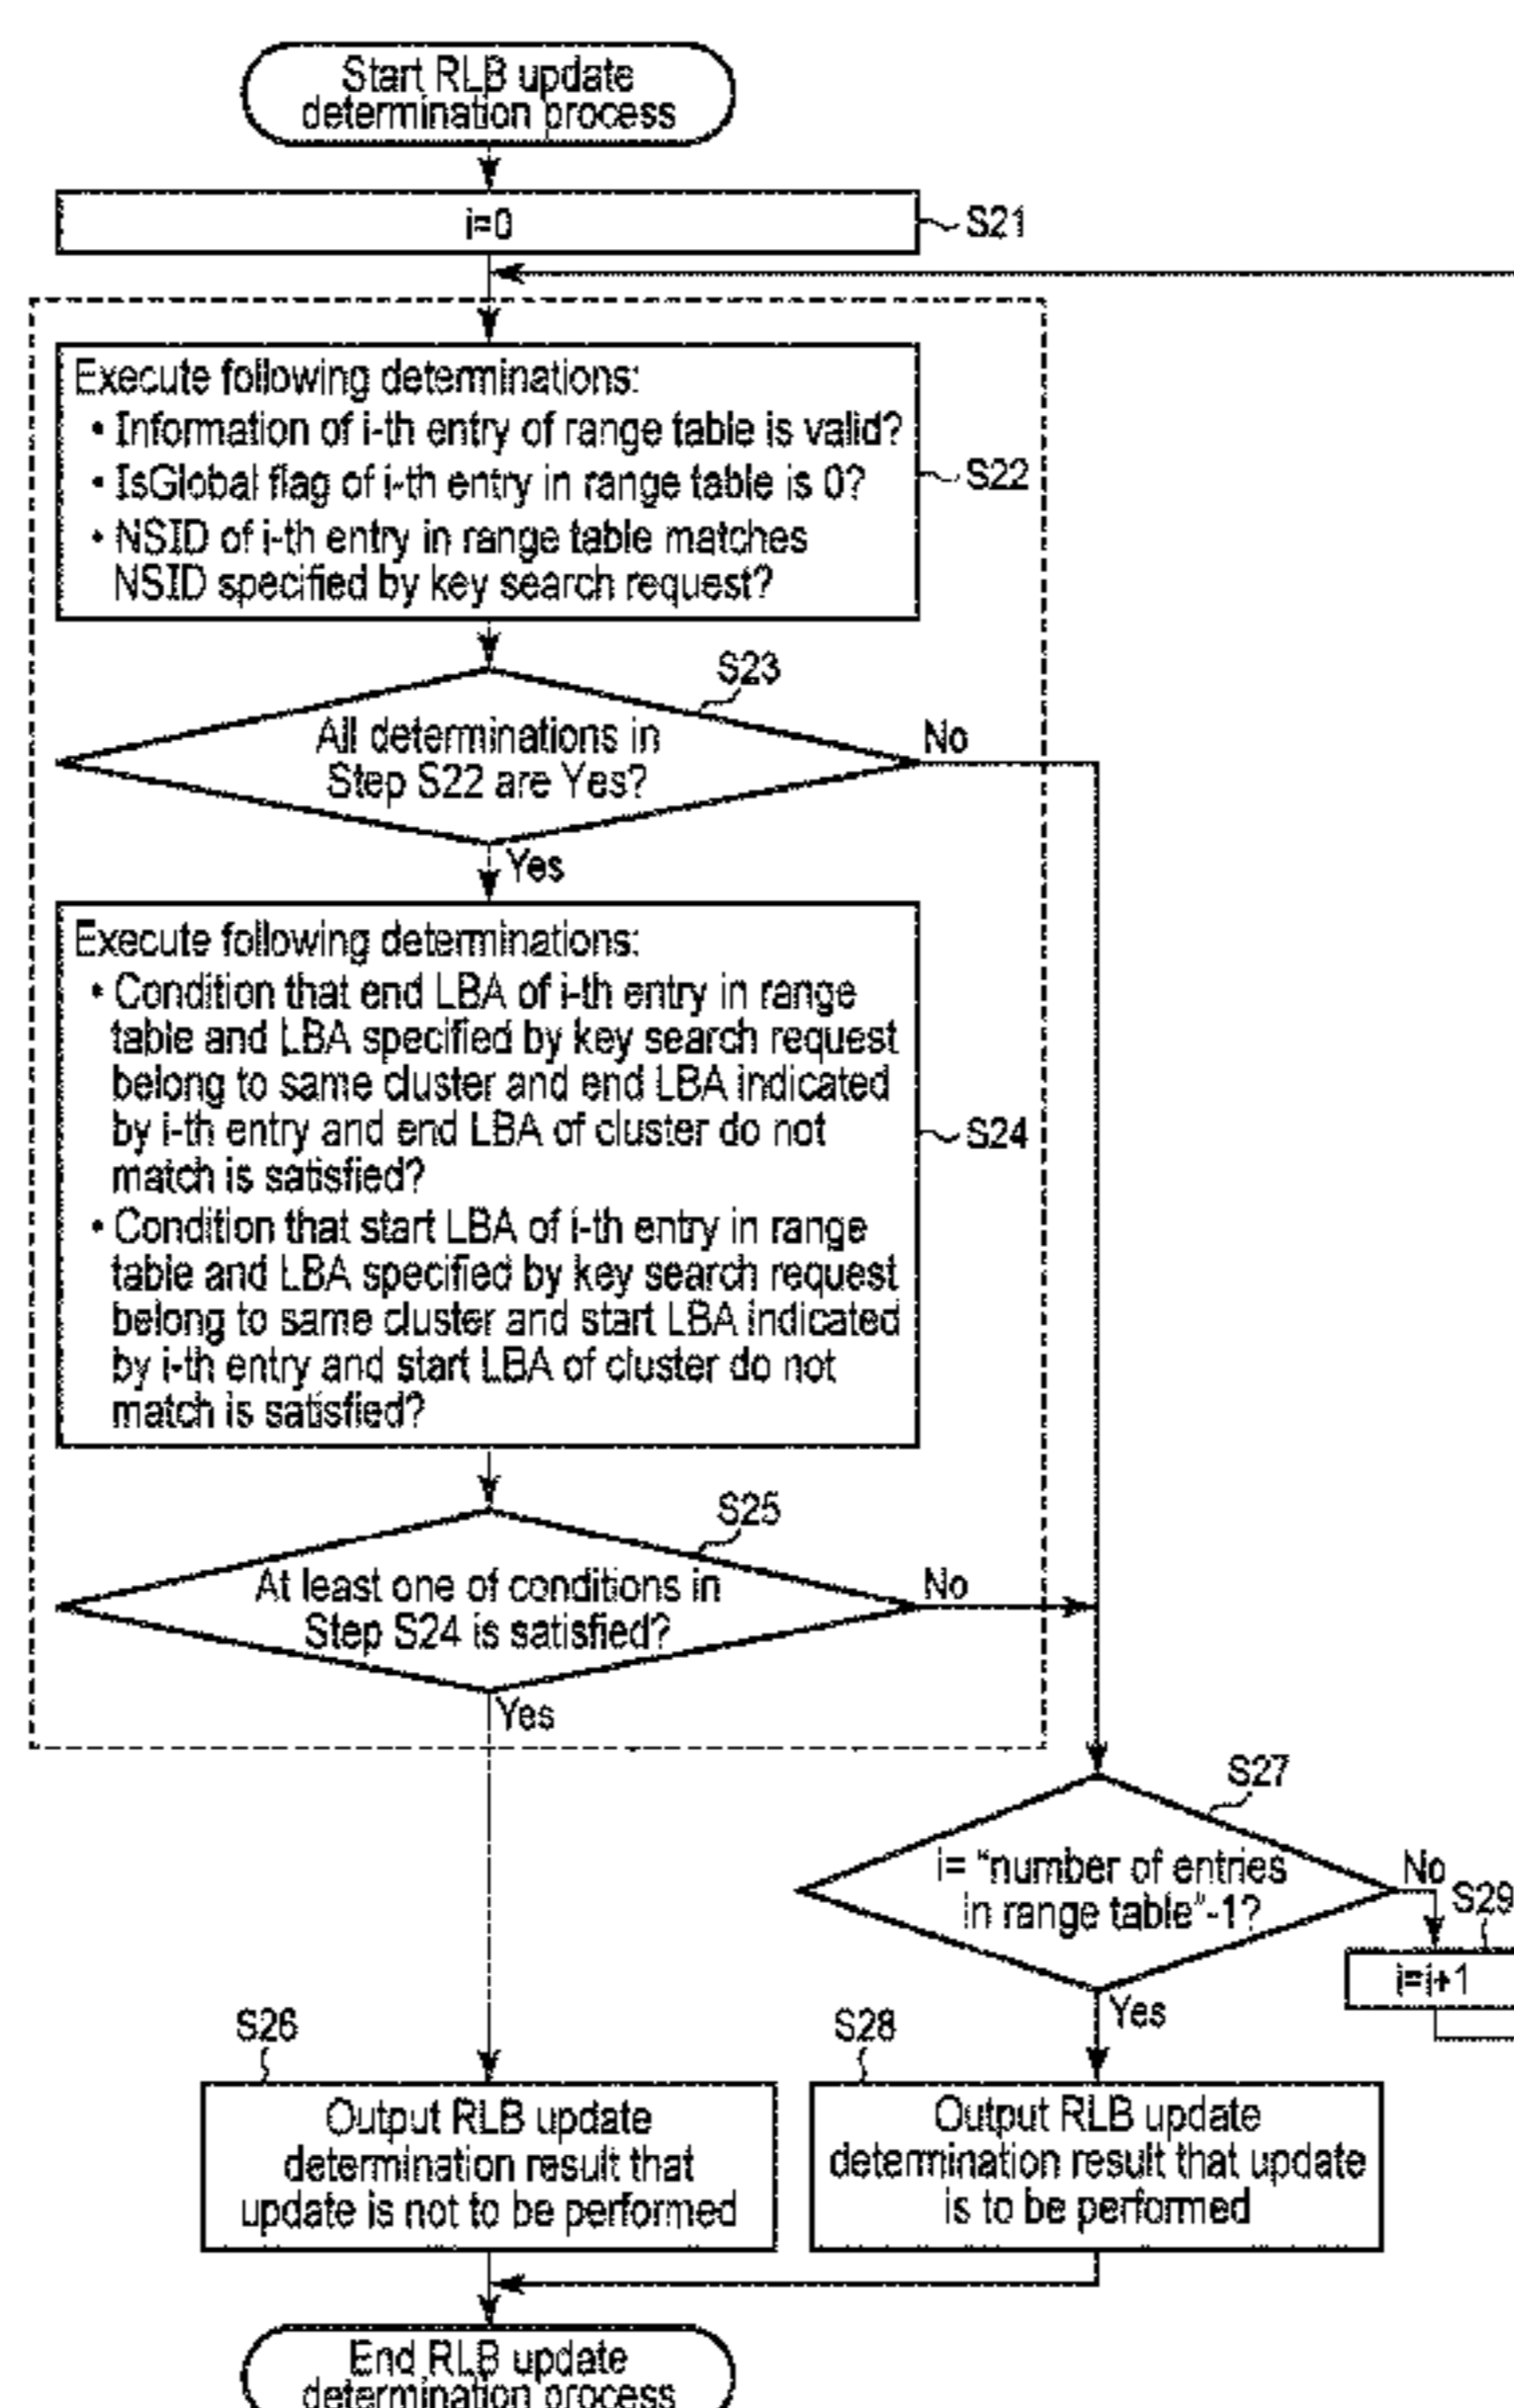 Start RLB update
determination process
i=0
S21
Execute following determinations:
• Information of i-th entry of range table is valid?
• IsGlobal flag of i-th entry in range table is 0?
• NSID of i-th entry in range table matches
NSID specified by key search request?
S22
S23
All determinations in
Step S22 are Yes?
No
Yes
Execute following determinations:
• Condition that end LBA of i-th entry in range
table and LBA specified by key search request
belong to same cluster and end LBA indicated
by i-th entry and end LBA of cluster do not
match is satisfied?
• Condition that start LBA of i-th entry in range
table and LBA specified by key search request
belong to same cluster and start LBA indicated
by i-th entry and start LBA of cluster do not
match is satisfied?
S24
S25
At least one of conditions in
Step S24 is satisfied?
No
Yes
S27
i= “number of entries
in range table”-1?
No
S29
i=i+1
Yes
S26
Output RLB update
determination result that
update is not to be performed
S28
Output RLB update
determination result that update
is to be performed
End RLB update
determination process